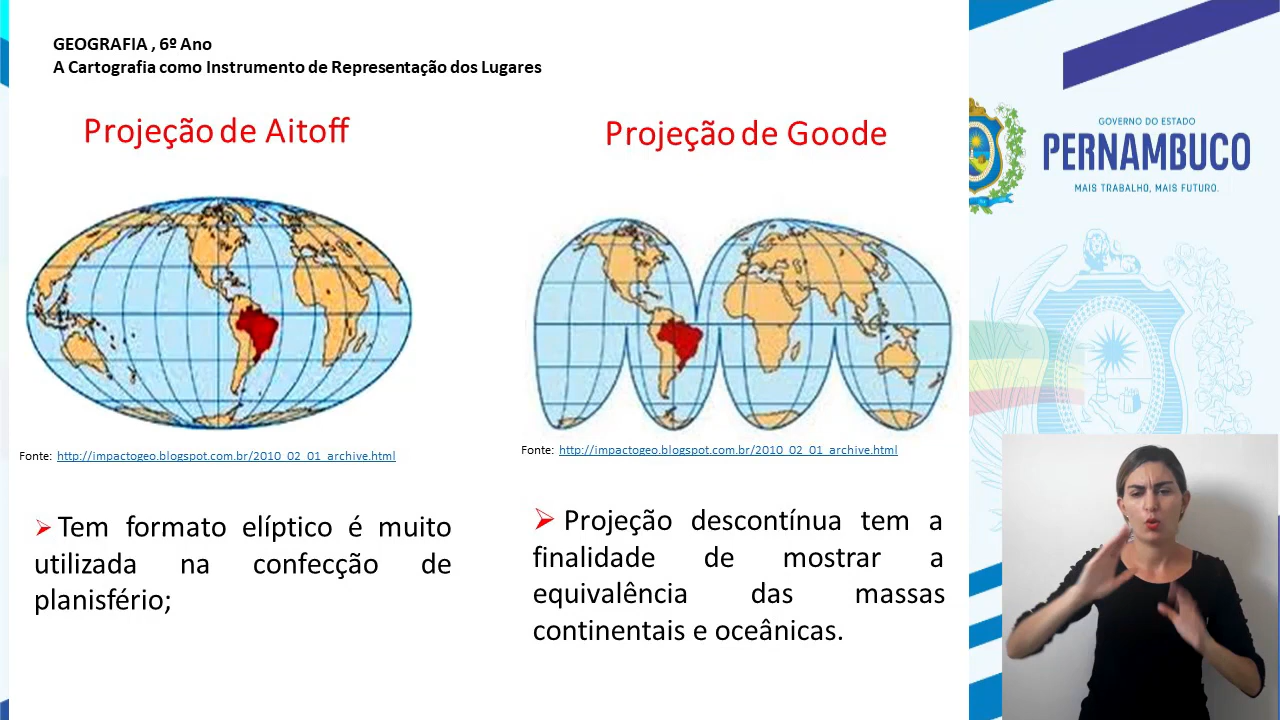 GEOGRAFIA , 6º Ano
A Cartografia como Instrumento de Representação dos Lugares
Projeção de Aitoff
Projeção de Goode
GOVERNO DO ESTADO
PERNAMBUCO
MAIS TRABALHO, MAIS FUTURO.
Fonte: http://impactogeo.blogspot.com.br/2010_02_01_archive.html
Fonte: http://impactogeo.blogspot.com.br/2010_02_01_archive.html
Tem formato elíptico é muito
utilizada na confecção de
planisfério;
Projeção descontínua tem a
finalidade de mostrar a
equivalência das massas
continentais e oceânicas.